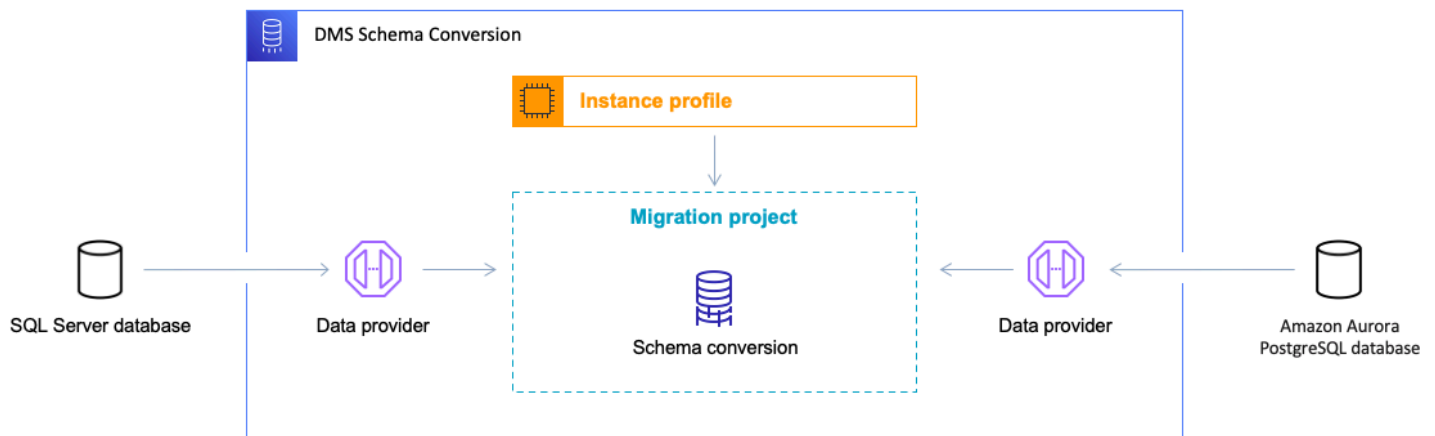 DMS Schema Conversion
Instance profile
Migration project
SQL Server database
Data provider
Schema conversion
Data provider
Amazon Aurora
PostgreSQL database